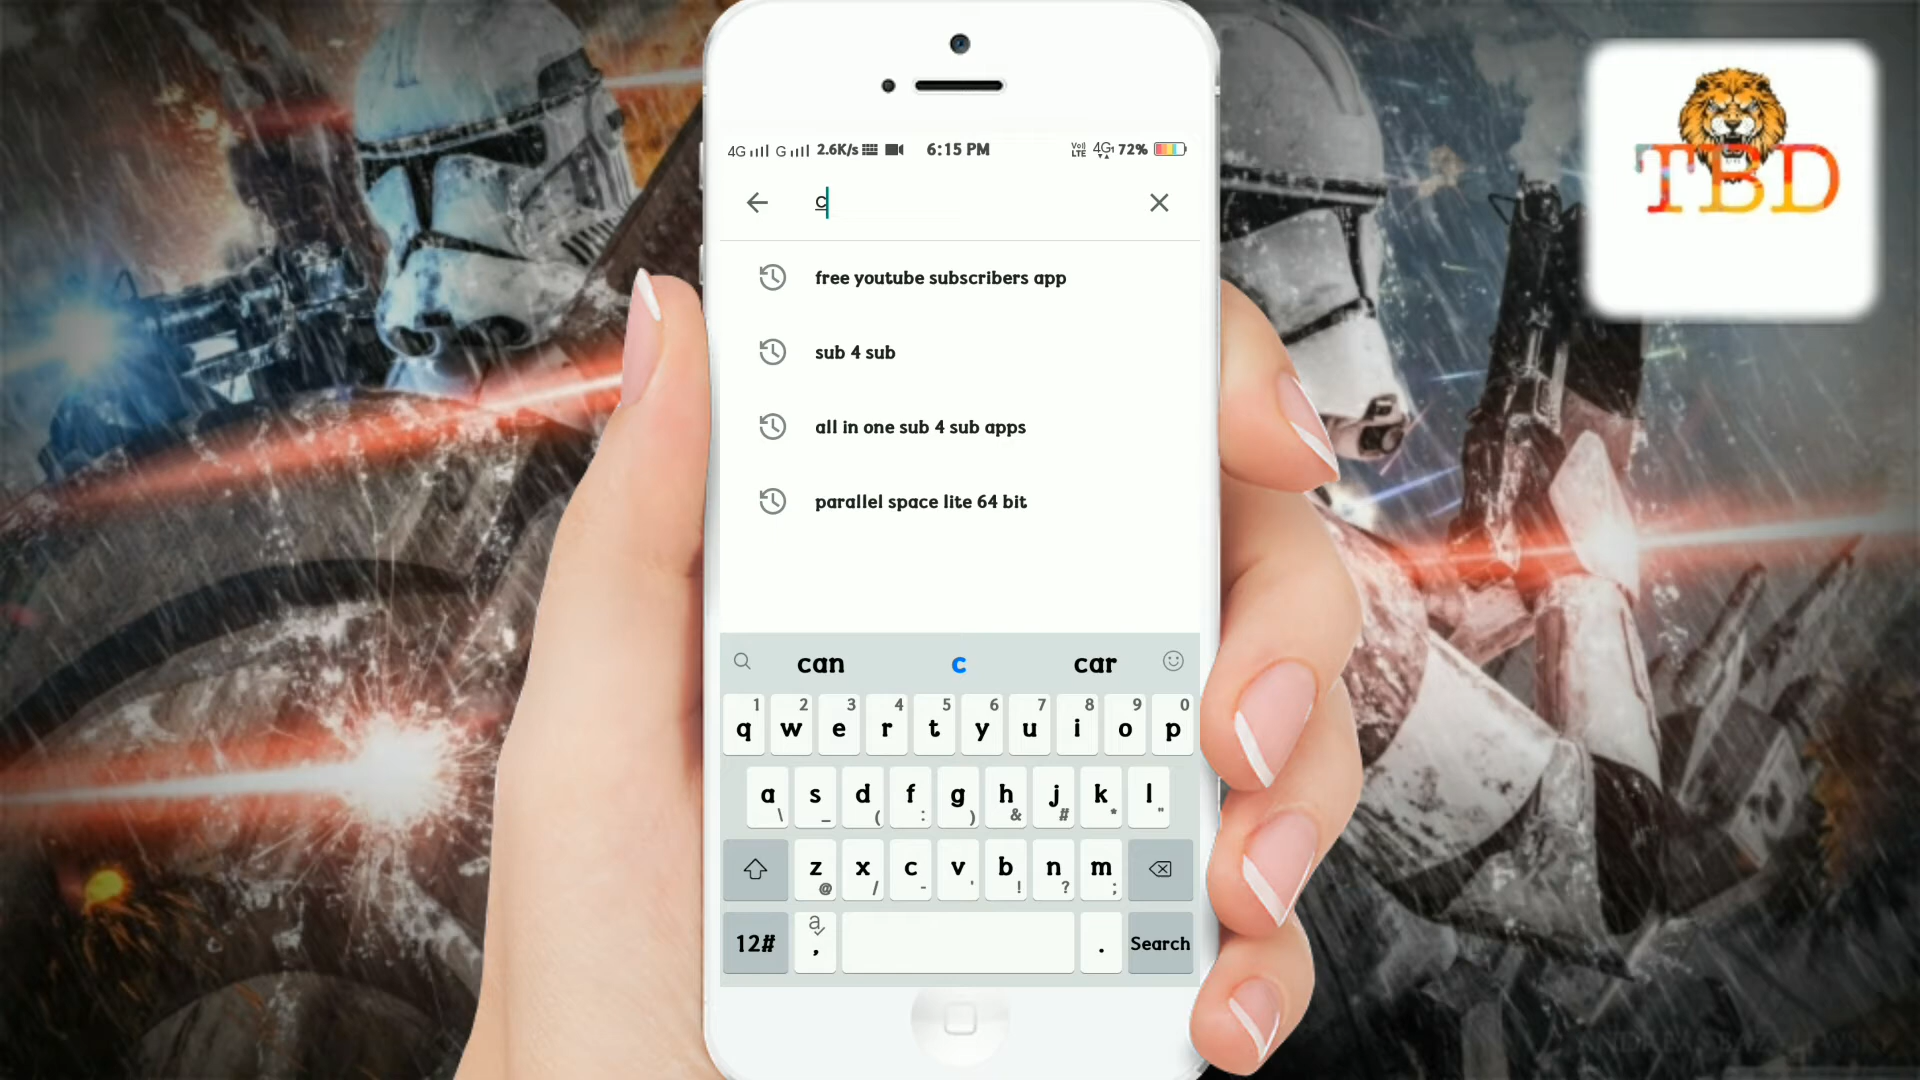 4G G 2.6K/s 6:15 PM VoLTE 4G 72%
c
free youtube subscribers app
sub 4 sub
all in one sub 4 sub apps
parallel space lite 64 bit
can c car
1 2 3 4 5 6 7 8 9 0
q w e r t y u i o p
a s d f g h j k l
\ _ ( : ) & # * "
z x c v b n m
@ / - ' ! ? ;
12# a , . Search
TBD